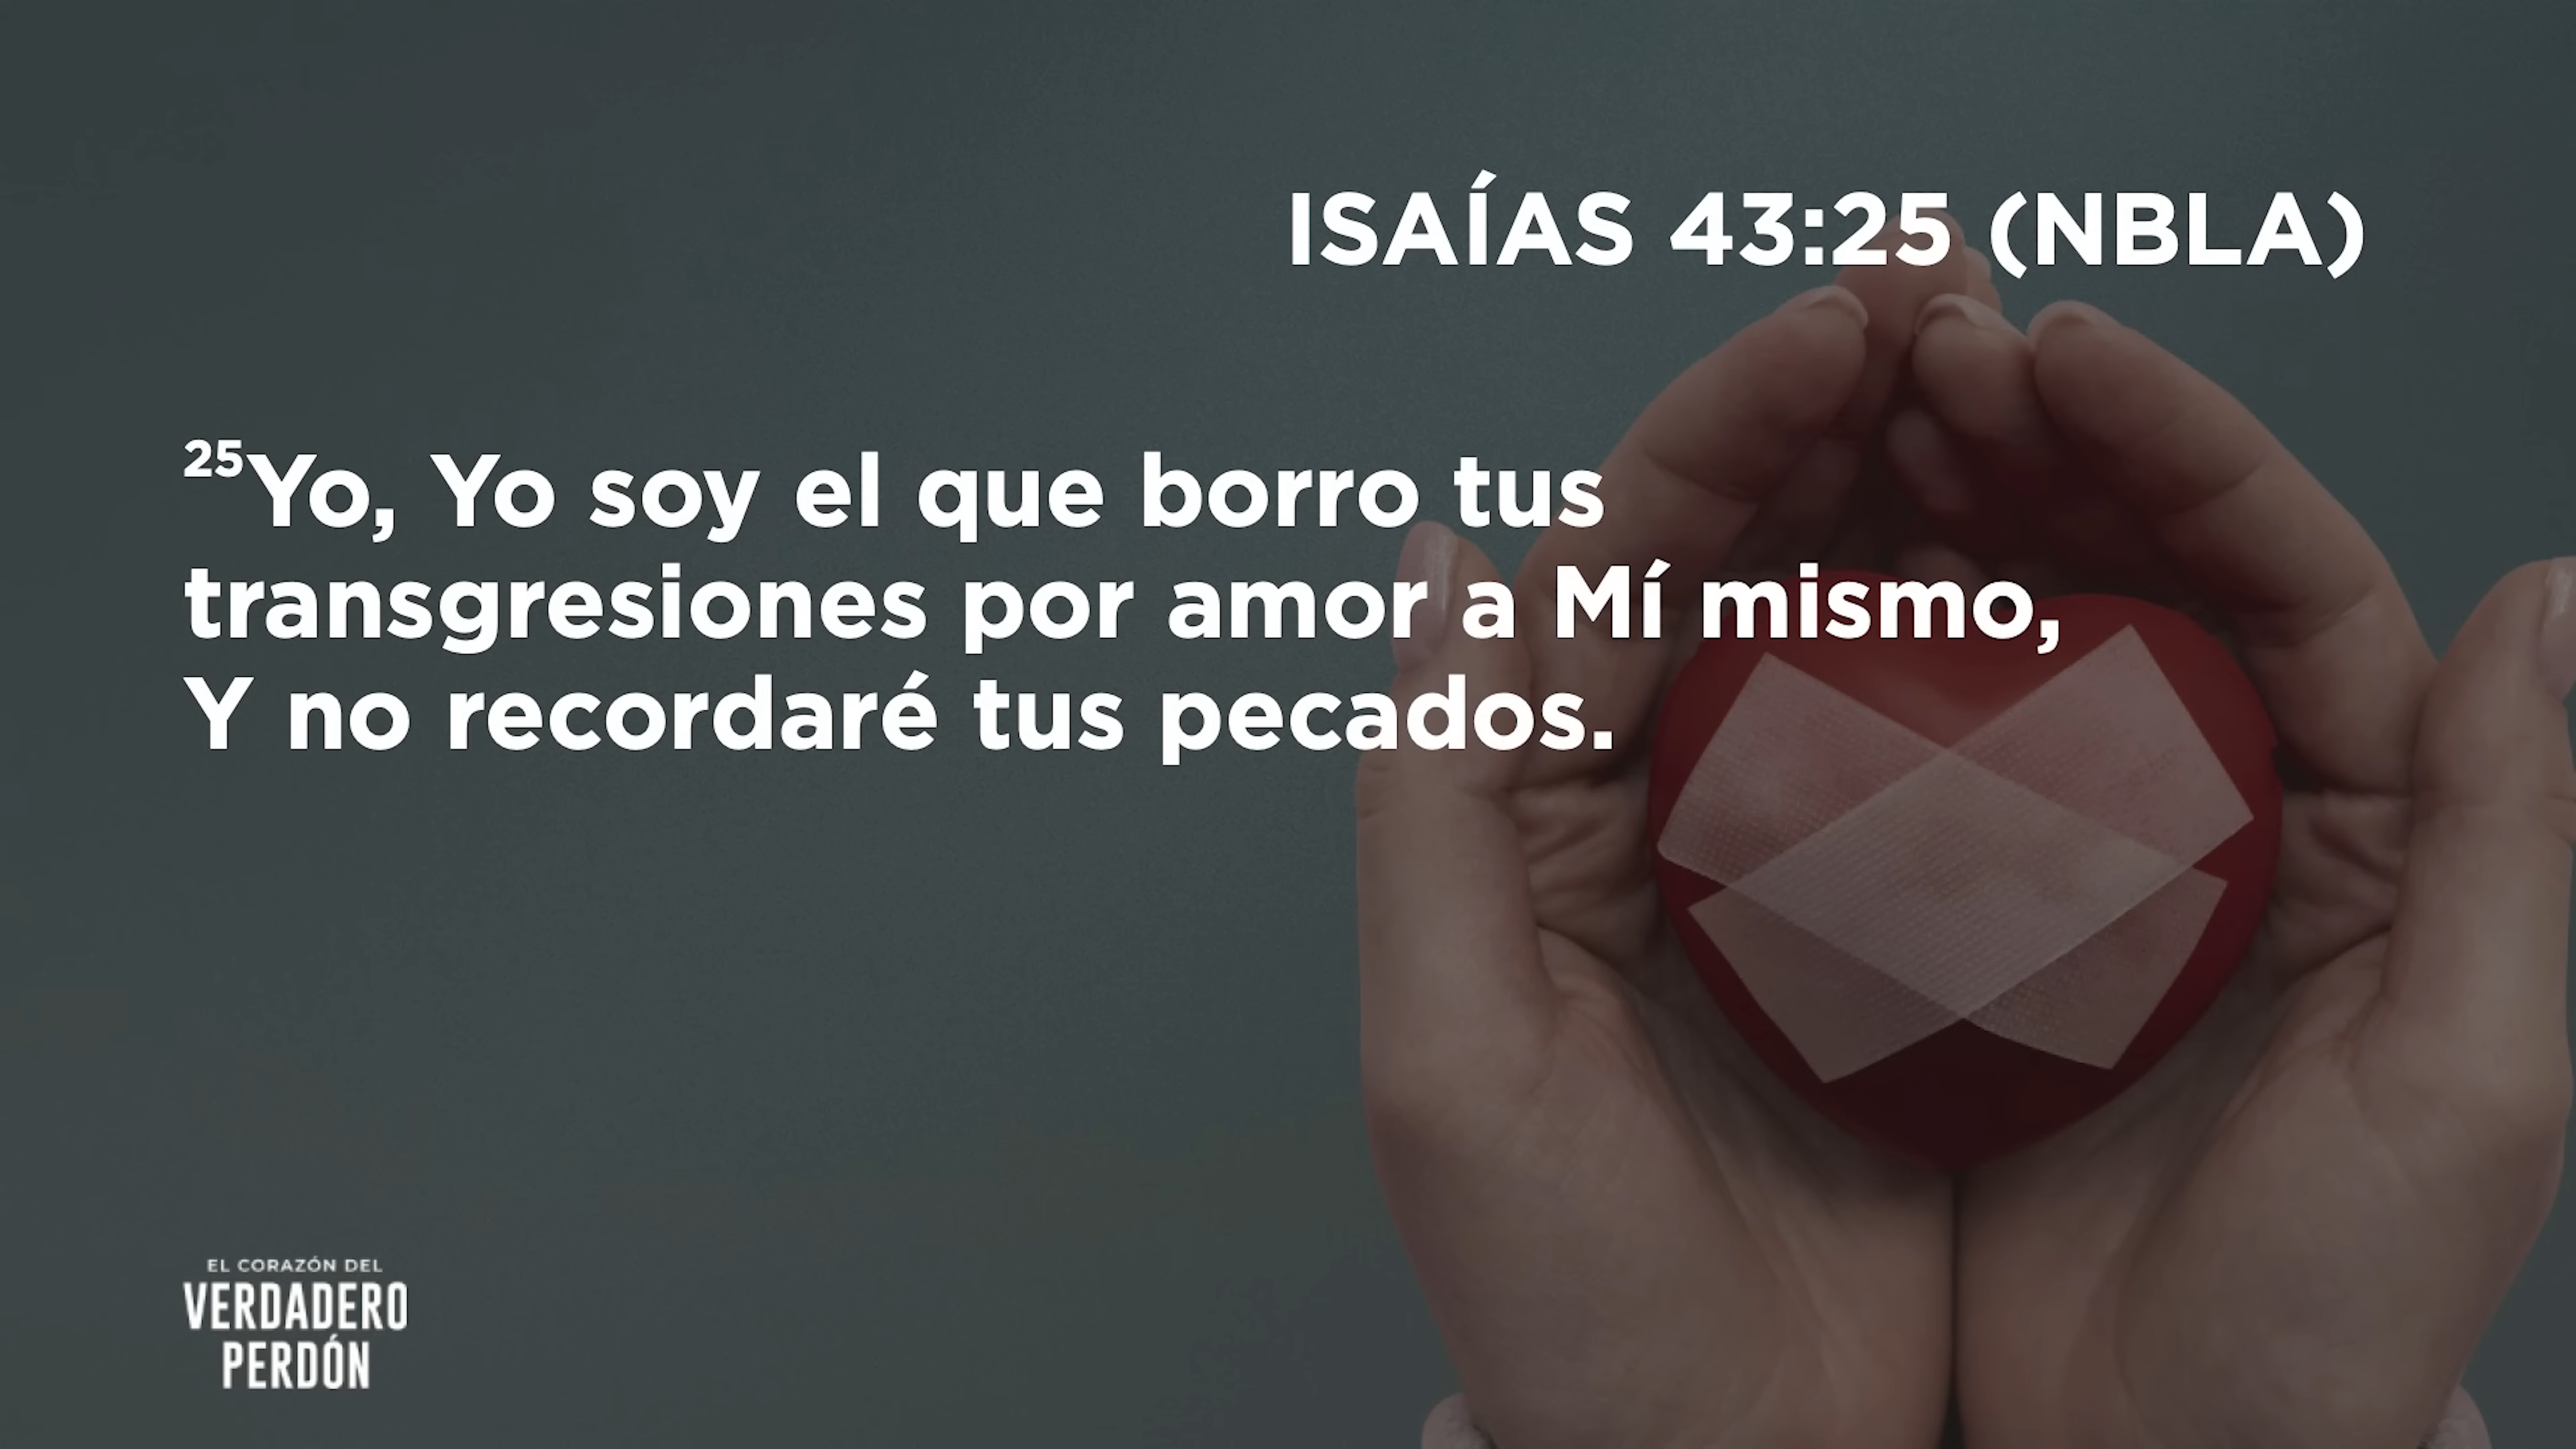 ISAÍAS 43:25 (NBLA)
25Yo, Yo soy el que borro tus
transgresiones por amor a Mí mismo,
Y no recordaré tus pecados.
EL CORAZÓN DEL
VERDADERO
PERDÓN